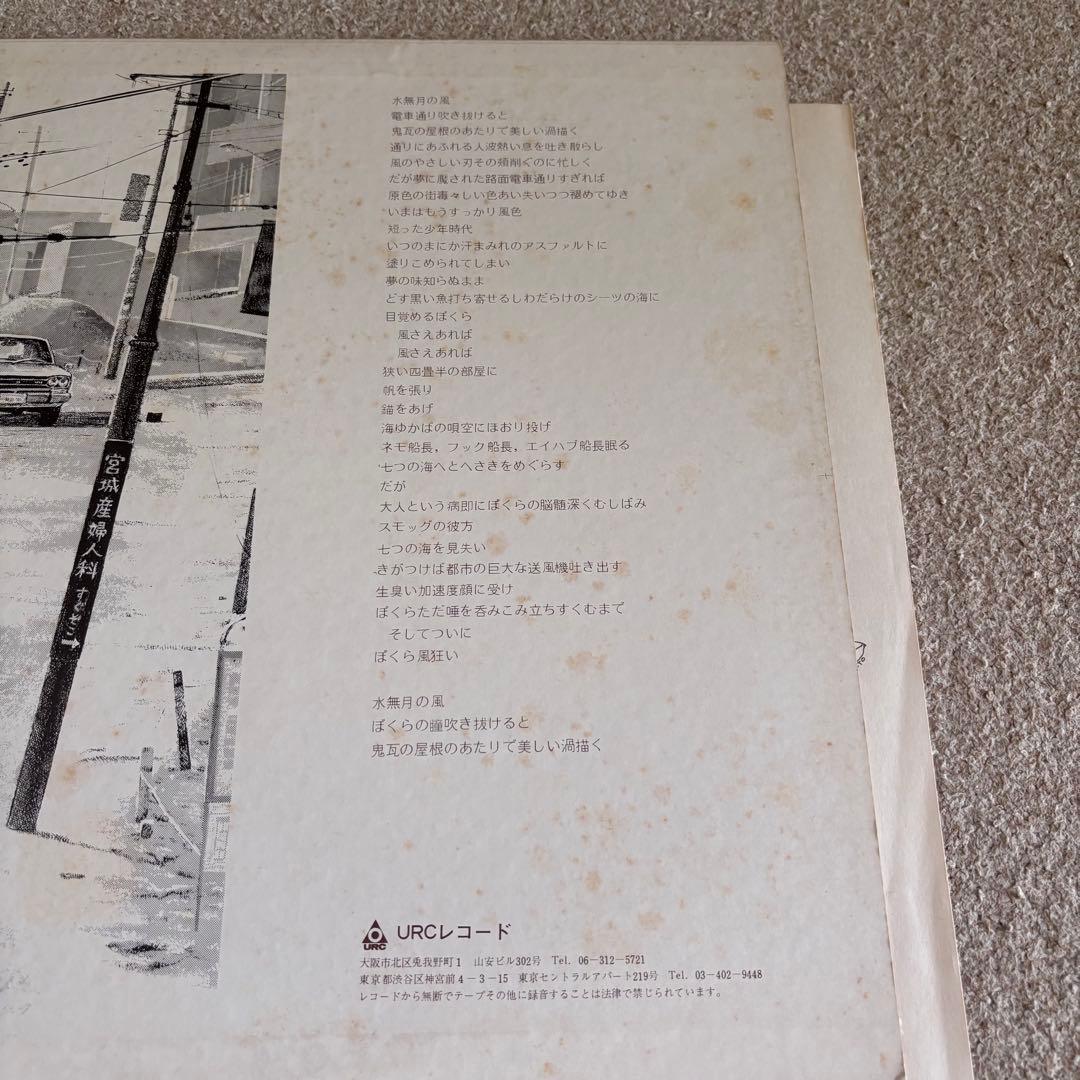 水無月の風
電車通り吹き抜けると
鬼瓦の屋根のあたりで美しい渦描く
通りにあふれる人波熱い息を吐き散らし
風のやさしい刃その頬削ぐのに忙しく
だが夢に魘された路面電車通りすぎれば
原色の街毒々しい色あい失いつつ褪めてゆき
いまはもうすっかり風色
短った少年時代
いつのまにか汗まみれのアスファルトに
塗りこめられてしまい
夢の味知らぬまま
どす黒い魚打ち寄せるしわだらけのシーツの海に
目覚めるぼくら
風さえあれば
風さえあれば
狭い四畳半の部屋に
帆を張り
錨をあげ
海ゆかばの唄空にほおり投げ
ネモ船長,フック船長,エイハブ船長眠る
七つの海へとへさきをめぐらす
だが
大人という病即にぼくらの脳髄深くむしばみ
スモッグの彼方
七つの海を見失い
きがつけば都市の巨大な送風機吐き出す
生臭い加速度顔に受け
ぼくらただ唾を呑みこみ立ちすくむまで
そしてついに
ぼくら風狂い
水無月の風
ぼくらの瞳吹き抜けると
鬼瓦の屋根のあたりで美しい渦描く
宮城産婦人科 すぐそこ→
URC
URCレコード
大阪市北区兎我野町1 山安ビル302号 Tel. 06-312-5721
東京都渋谷区神宮前4-3-15 東京セントラルアパート219号 Tel. 03-402-9448
レコードから無断でテープその他に録音することは法律で禁じられています。